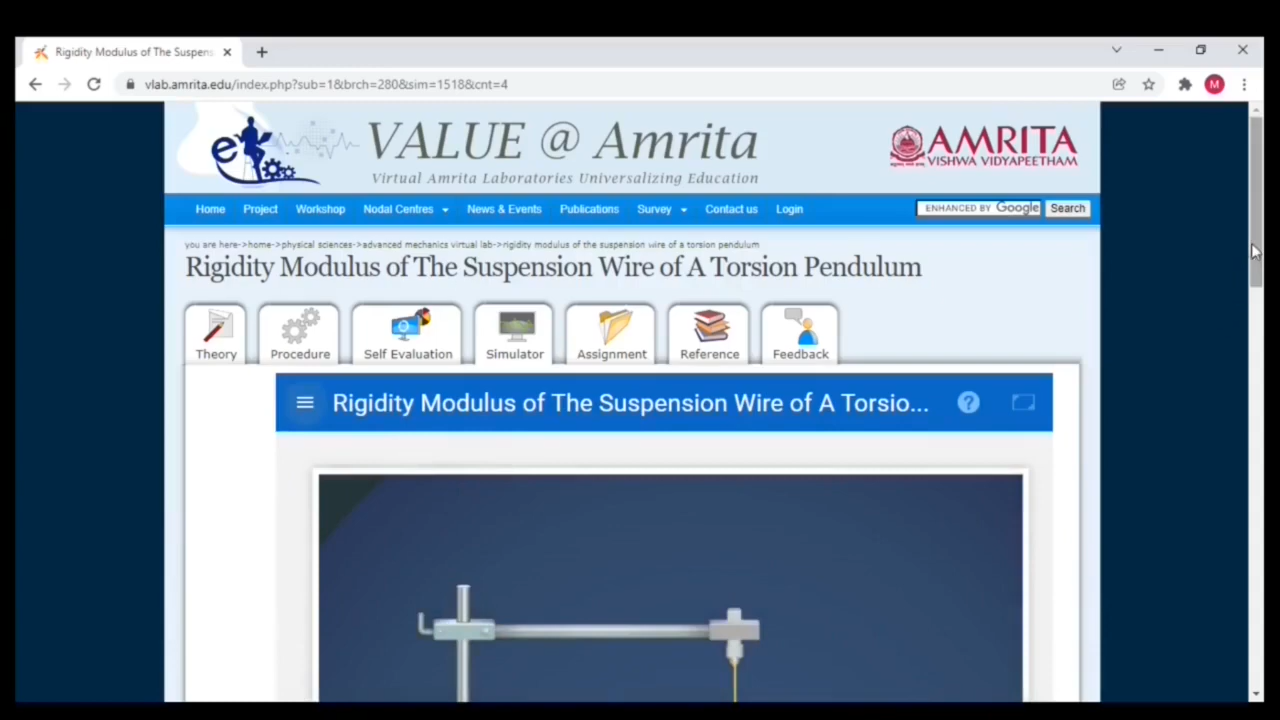 Rigidity Modulus of The Suspens
vlab.amrita.edu/index.php?sub=1&brch=280&sim=1518&cnt=4
M
e
VALUE @ Amrita
Virtual Amrita Laboratories Universalizing Education
AMRITA
VISHWA VIDYAPEETHAM
Home Project Workshop Nodal Centres News & Events Publications Survey Contact us Login ENHANCED BY Google Search
you are here->home->physical sciences->advanced mechanics virtual lab->rigidity modulus of the suspension wire of a torsion pendulum
Rigidity Modulus of The Suspension Wire of A Torsion Pendulum
Theory Procedure Self Evaluation Simulator Assignment Reference Feedback
Rigidity Modulus of The Suspension Wire of A Torsio... ?